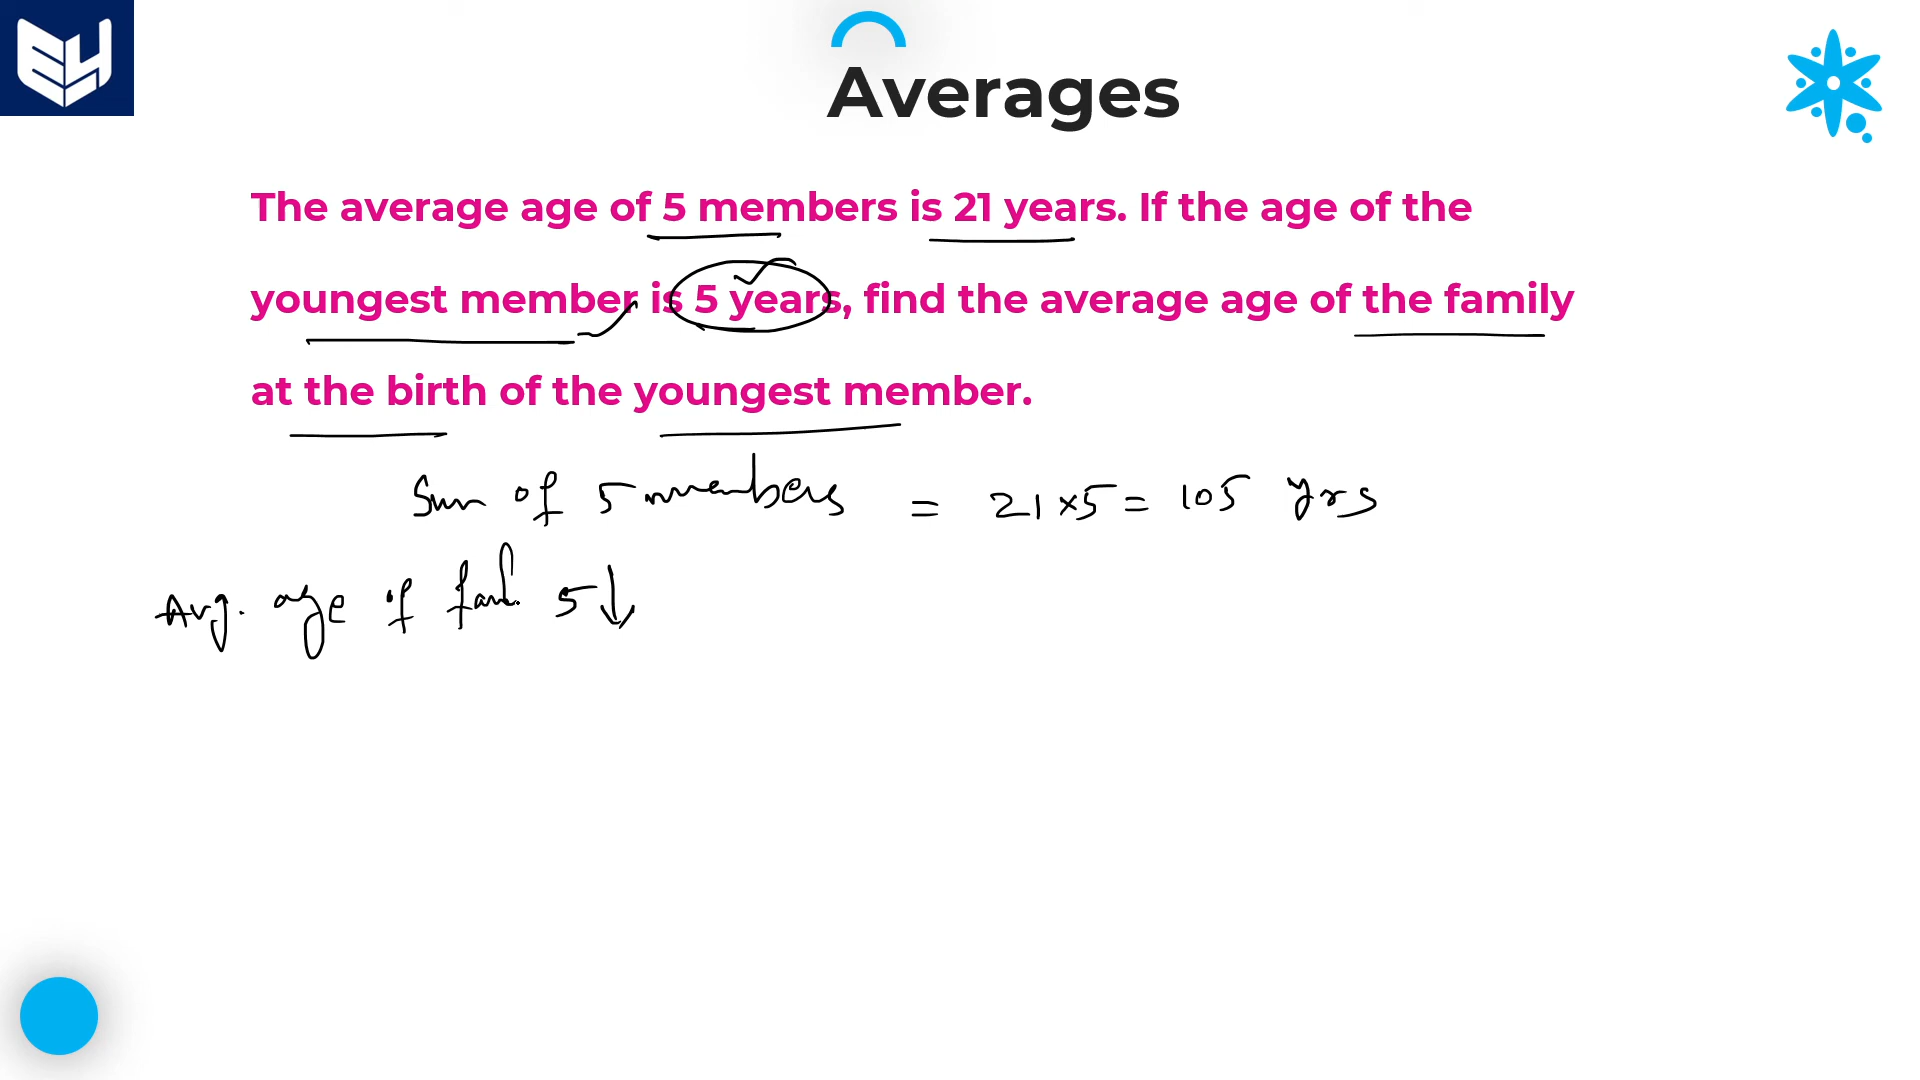 Averages
The average age of 5 members is 21 years. If the age of the
youngest member is 5 years, find the average age of the family
at the birth of the youngest member.
Sum of 5 members = 21 × 5 = 105 yrs
Avg. age of fam. 5 ↓